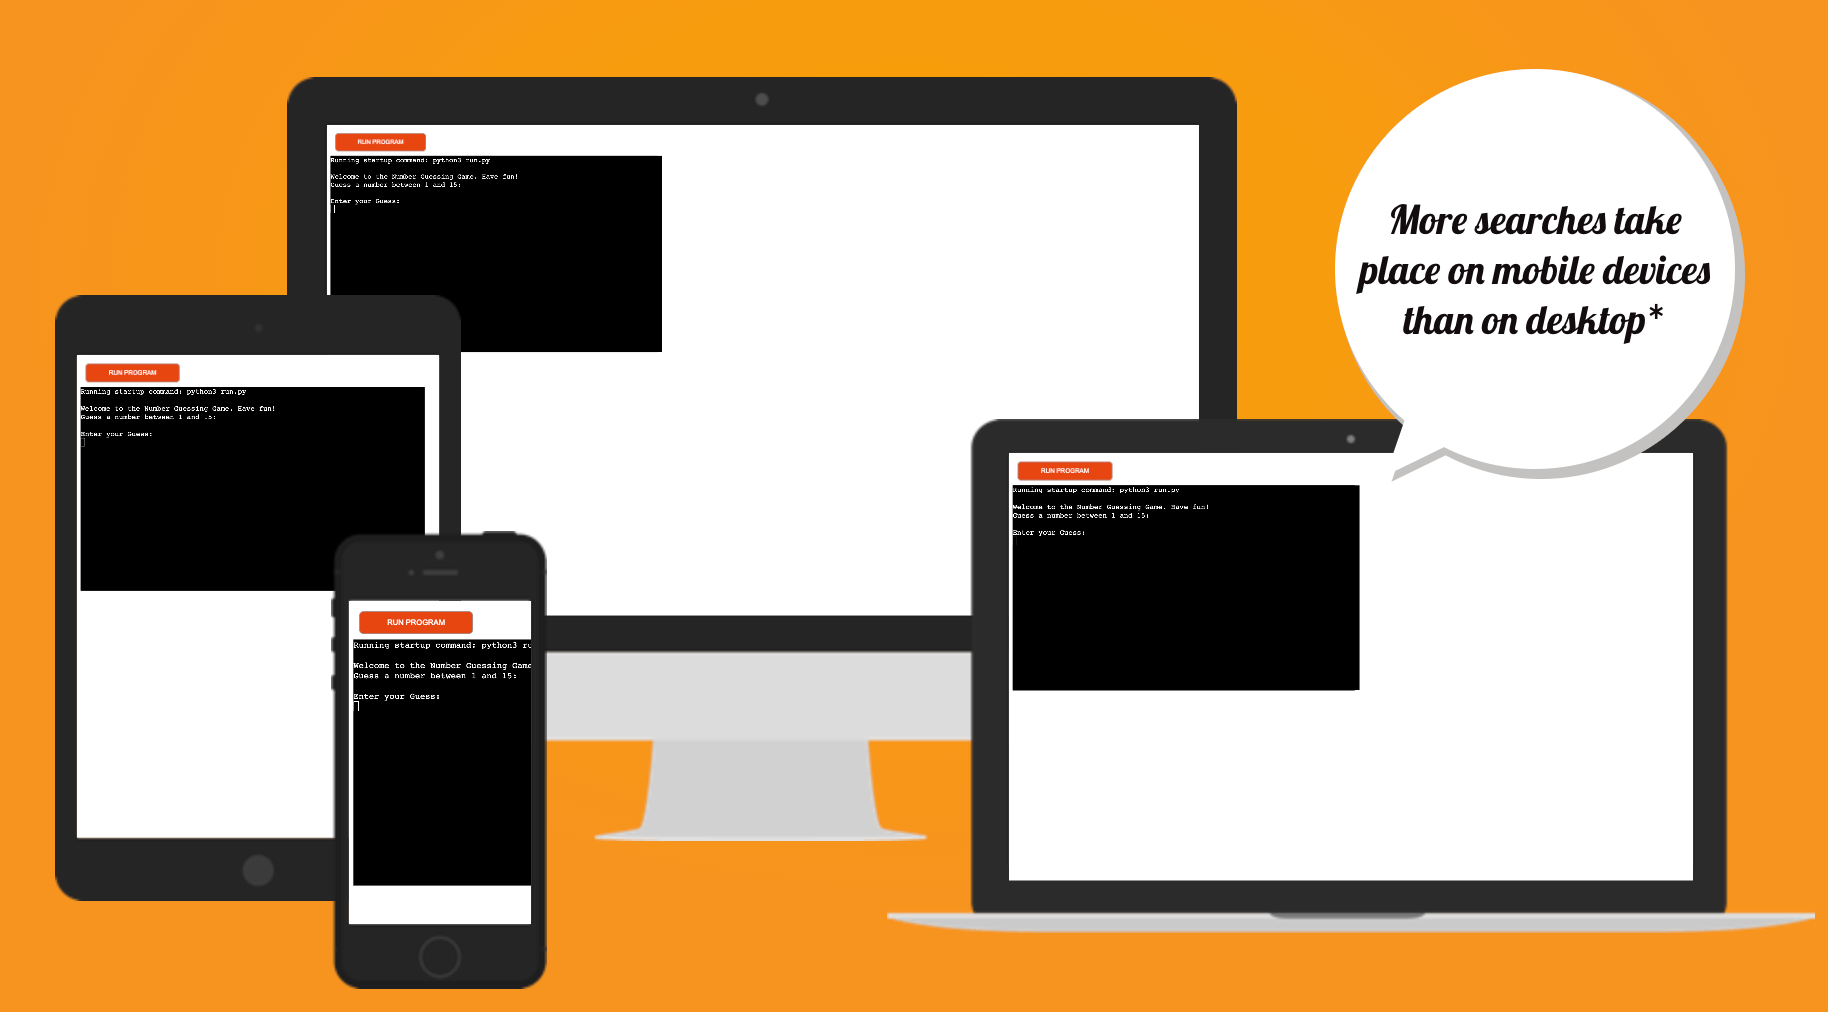 RUN PROGRAM
Running startup command: python3 run.py
Welcome to the Number Guessing Game. Have fun!
Guess a number between 1 and 15:
Enter your Guess:
More searches take
place on mobile devices
than on desktop*
RUN PROGRAM
Running startup command: python3 run.py
Welcome to the Number Guessing Game. Have fun!
Guess a number between 1 and 15:
Enter your Guess:
RUN PROGRAM
Running startup command: python3 run.py
Welcome to the Number Guessing Game. Have fun!
Guess a number between 1 and 15:
Enter your Guess:
RUN PROGRAM
Running startup command: python3 ru
Welcome to the Number Guessing Game
Guess a number between 1 and 15:
Enter your Guess: